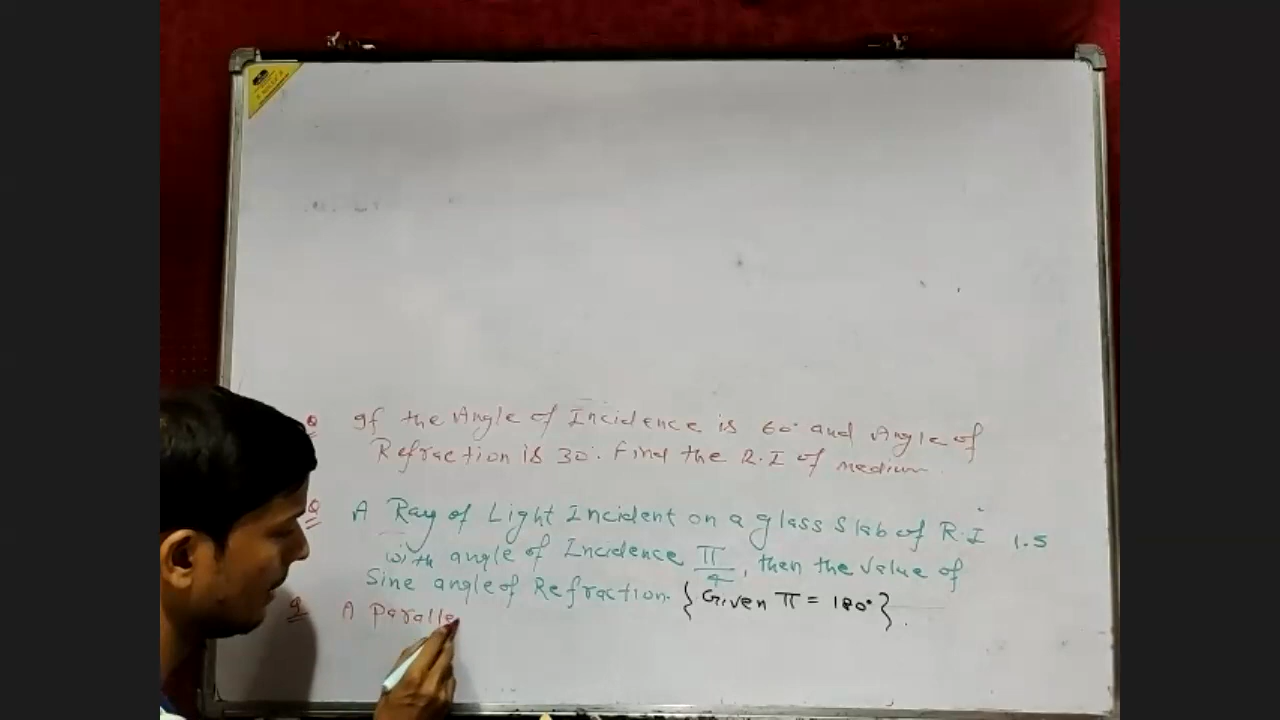 Q If the Angle of Incidence is 60° and Angle of
Refraction is 30°. Find the R.I of medium.
Q A Ray of Light Incident on a glass slab of R.I 1.5
with angle of Incidence π/4, then the value of
Sine angle of Refraction. {Given π = 180°}.
Q A Paralle